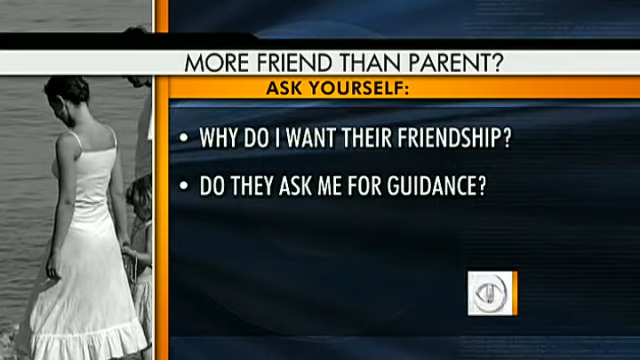 MORE FRIEND THAN PARENT?
ASK YOURSELF:
• WHY DO I WANT THEIR FRIENDSHIP?
• DO THEY ASK ME FOR GUIDANCE?